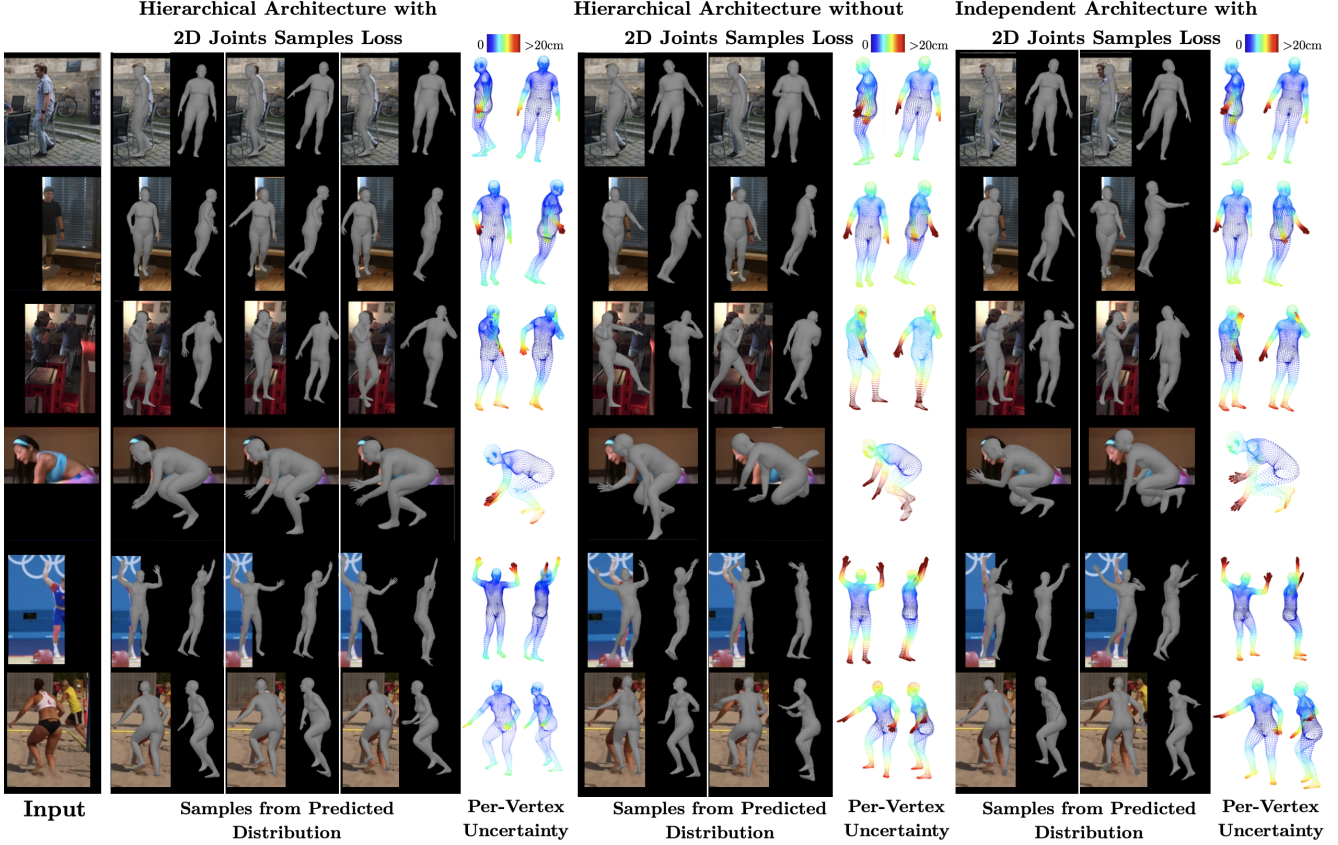 Hierarchical Architecture with
2D Joints Samples Loss
0 >20cm
Hierarchical Architecture without
2D Joints Samples Loss
0 >20cm
Independent Architecture with
2D Joints Samples Loss
0 >20cm
Input
Samples from Predicted
Distribution
Per-Vertex
Uncertainty
Samples from Predicted
Distribution
Per-Vertex
Uncertainty
Samples from Predicted
Distribution
Per-Vertex
Uncertainty